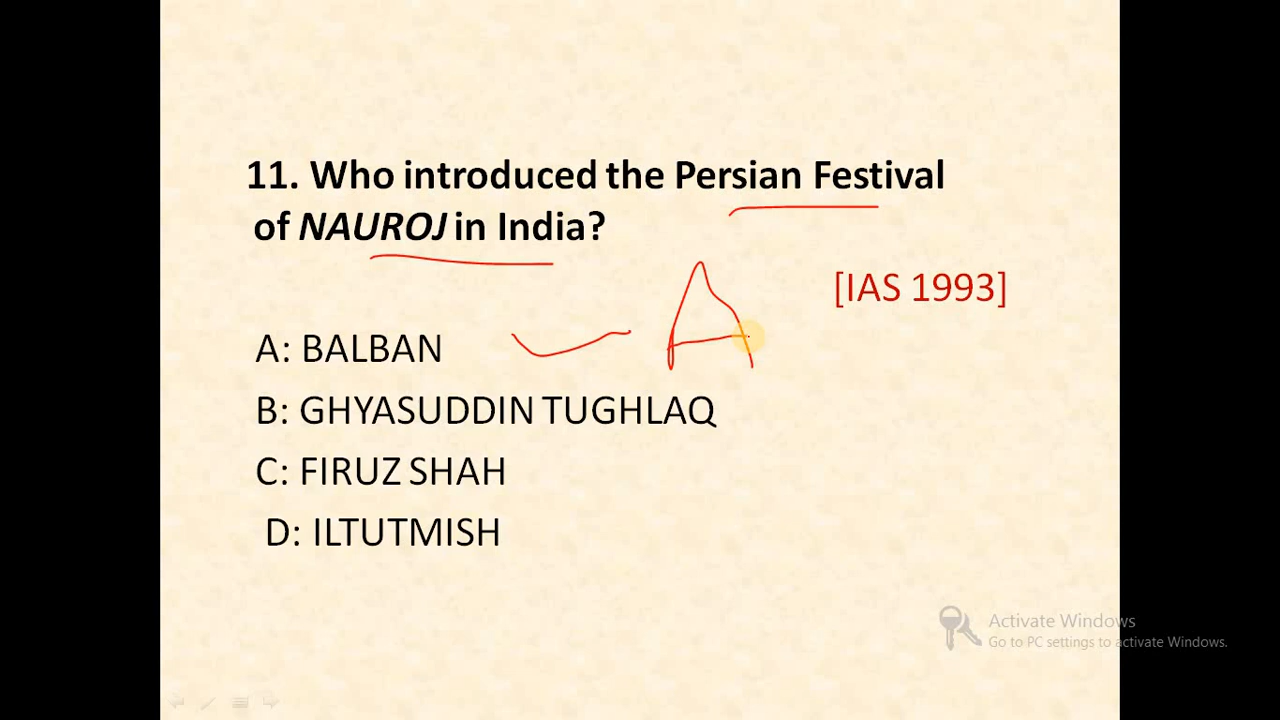 11. Who introduced the Persian Festival
of NAUROJ in India?
[IAS 1993]
A: BALBAN
A
B: GHYASUDDIN TUGHLAQ
C: FIRUZ SHAH
D: ILTUTMISH
Activate Windows
Go to PC settings to activate Windows.